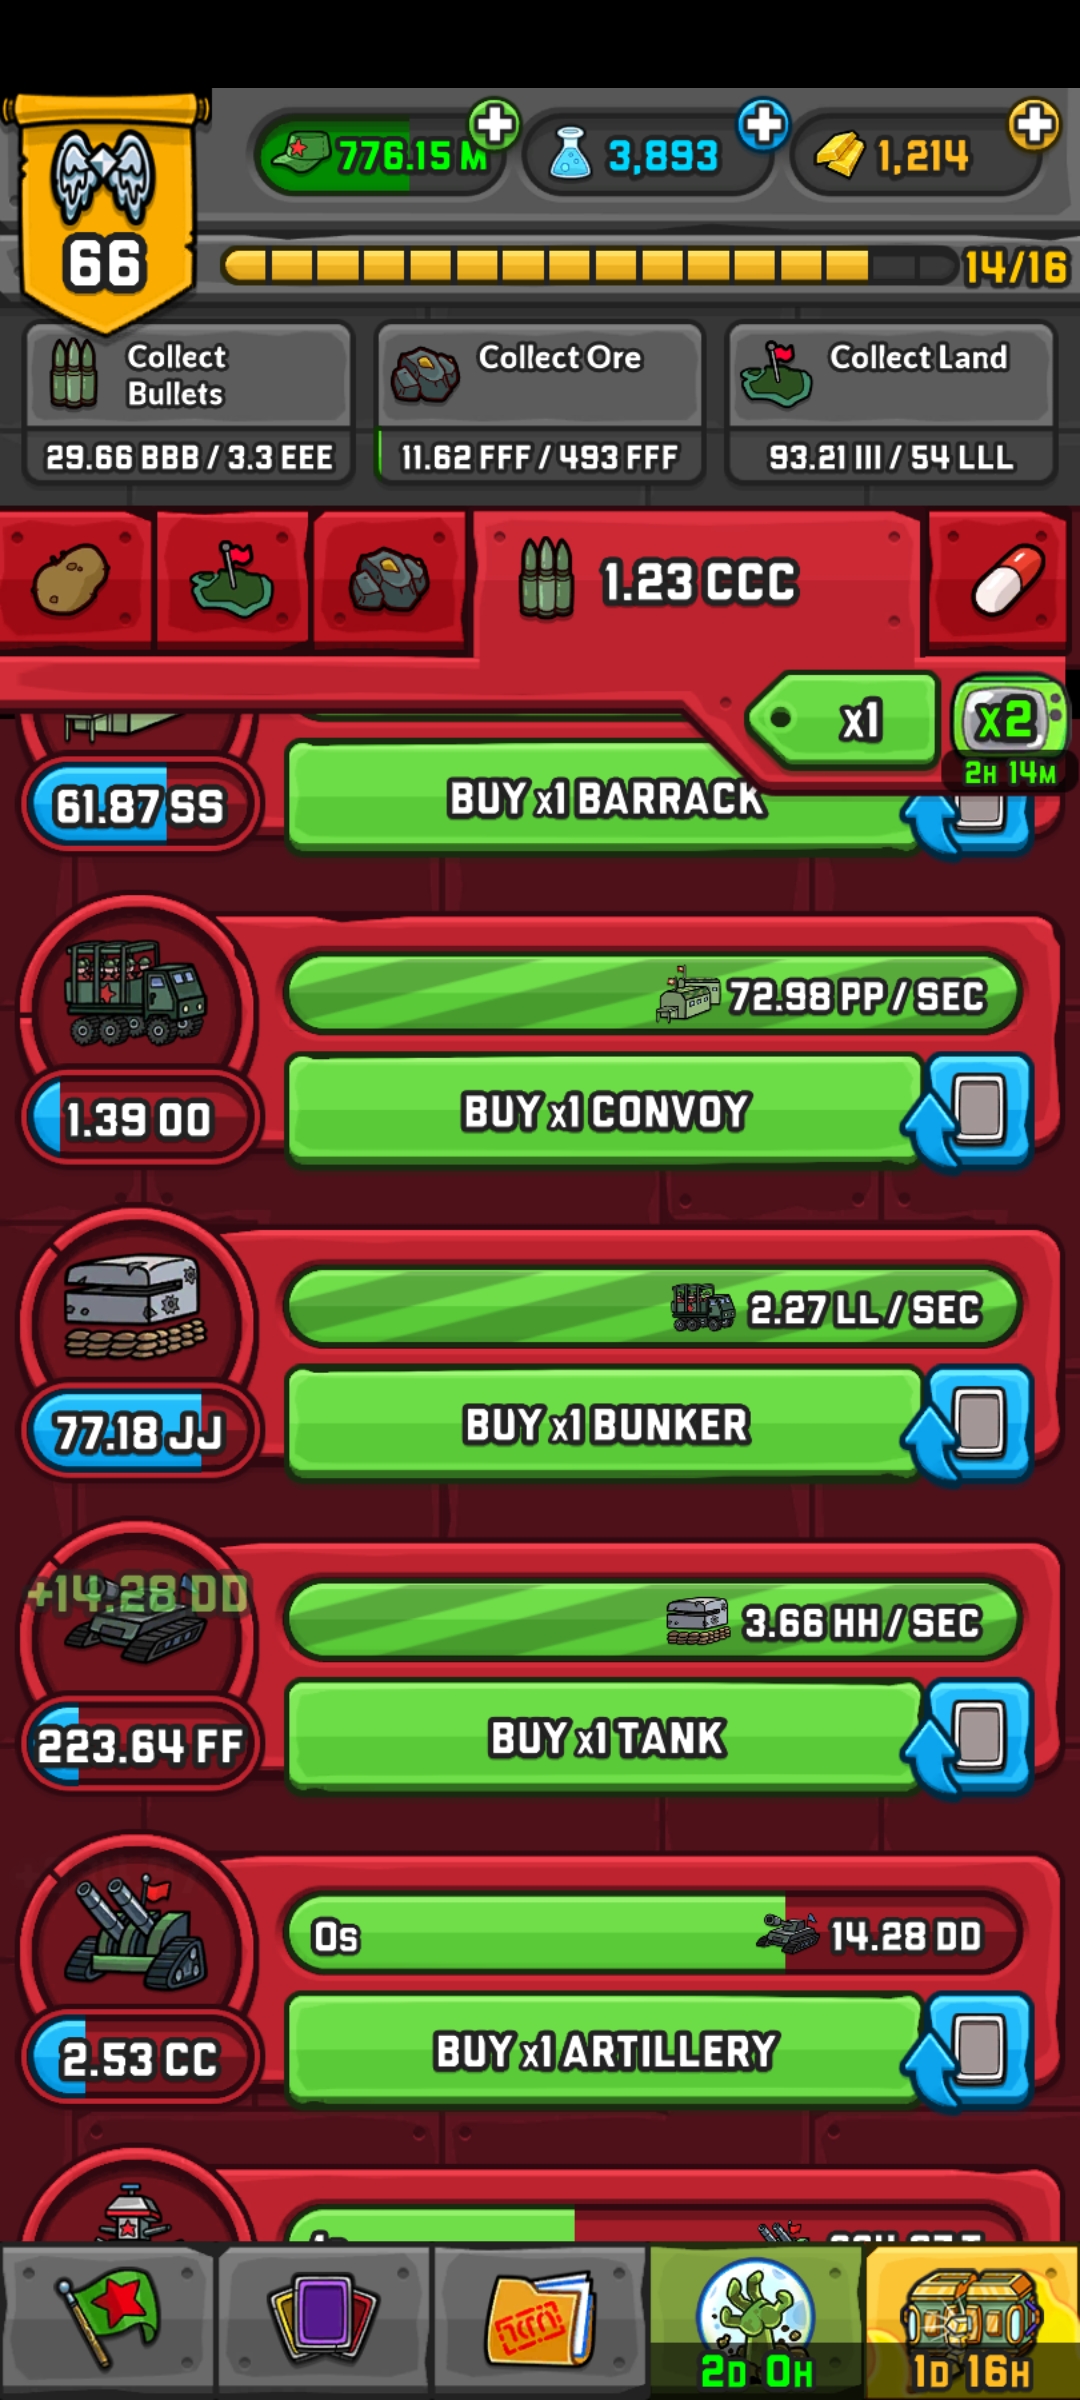 776.15 M
3,893
1,214
66
14/16
Collect
Bullets
Collect Ore
Collect Land
29.66 BBB / 3.3 EEE
11.62 FFF / 493 FFF
93.21 III / 54 LLL
1.23 CCC
x1
x2
2H 14M
61.87 SS
BUY x1 BARRACK
72.98 PP / SEC
1.39 OO
BUY x1 CONVOY
2.27 LL / SEC
77.18 JJ
BUY x1 BUNKER
+14.28 DD
3.66 HH / SEC
223.64 FF
BUY x1 TANK
0s
14.28 DD
2.53 CC
BUY x1 ARTILLERY
2D 0H
1D 16H